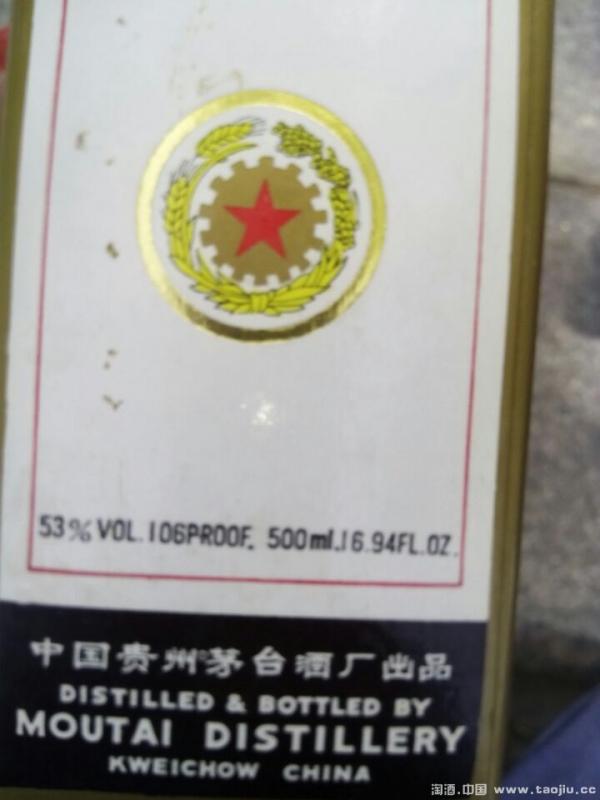 53% VOL. 106PROOF. 500ml.16.94FL.OZ.
中国贵州茅台酒厂出品
DISTILLED & BOTTLED BY
MOUTAI DISTILLERY
KWEICHOW CHINA
淘酒.中国 www.taojiu.cc